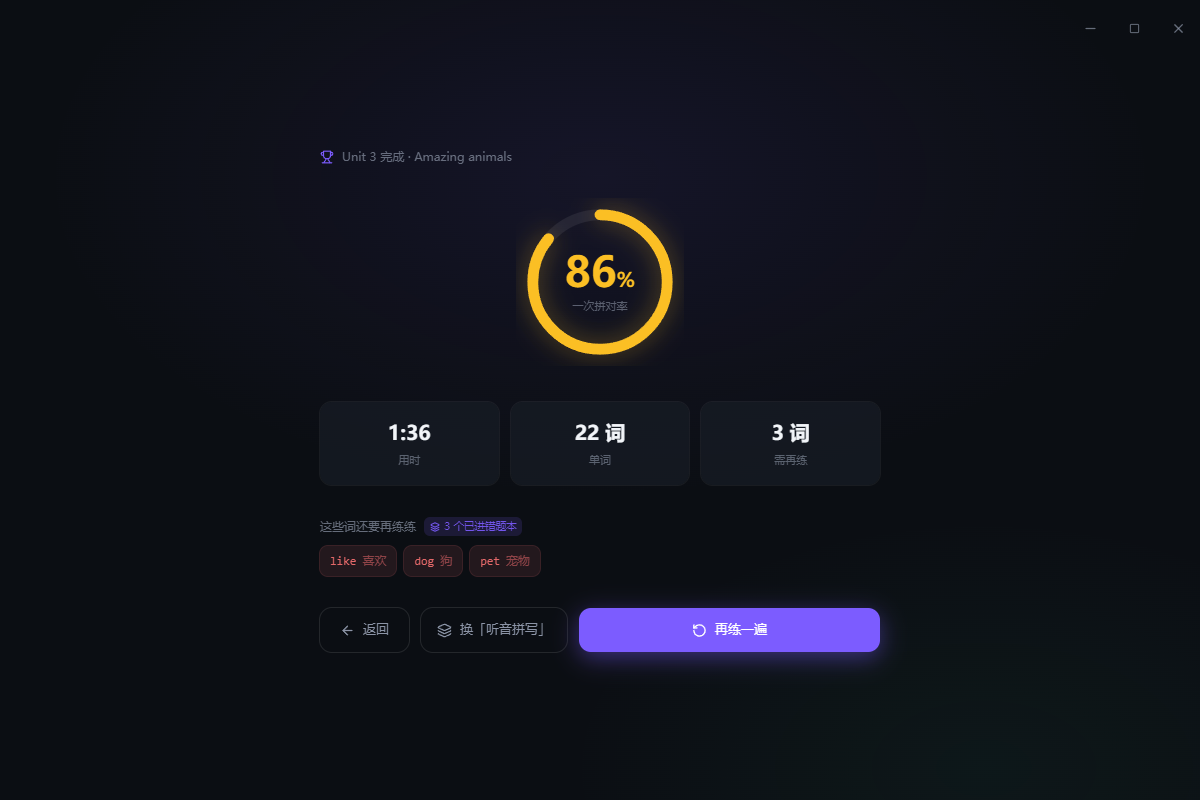 Unit 3 完成 · Amazing animals
86%
一次拼对率
1:36
用时
22 词
单词
3 词
需再练
这些词还要再练练 3 个已进错题本
like 喜欢 dog 狗 pet 宠物
返回 换「听音拼写」 再练一遍